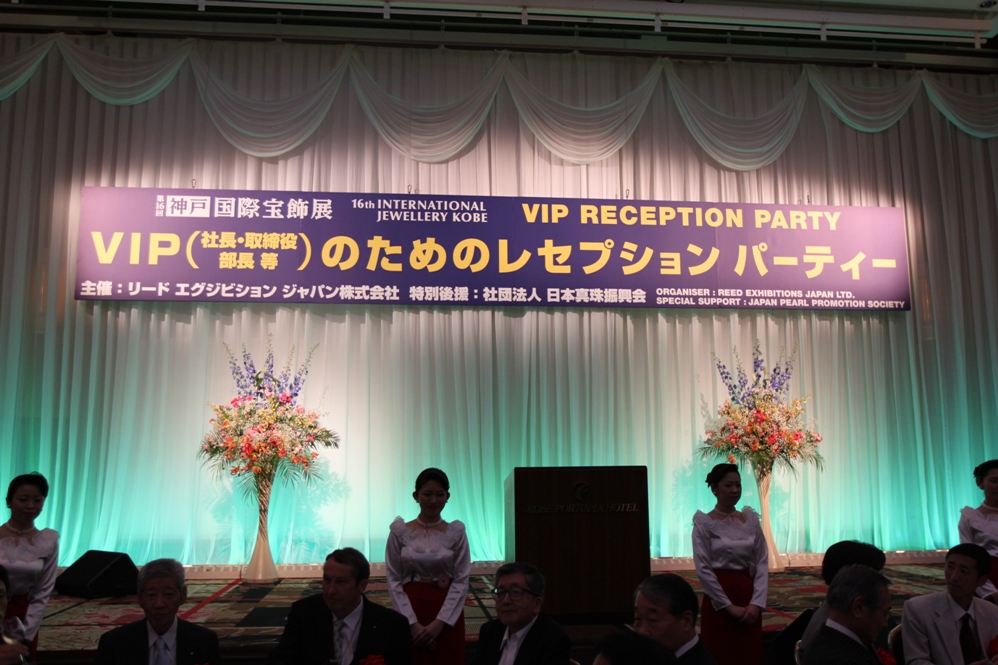 第16回 神戸 国際宝飾展 16th INTERNATIONAL JEWELLERY KOBE VIP RECEPTION PARTY
VIP(社長・取締役 部長 等)のためのレセプション パーティー
主催:リード エグジビション ジャパン株式会社 特別後援:社団法人 日本真珠振興会
ORGANISER : REED EXHIBITIONS JAPAN LTD.
SPECIAL SUPPORT : JAPAN PEARL PROMOTION SOCIETY
KOBE PORTOPIA HOTEL